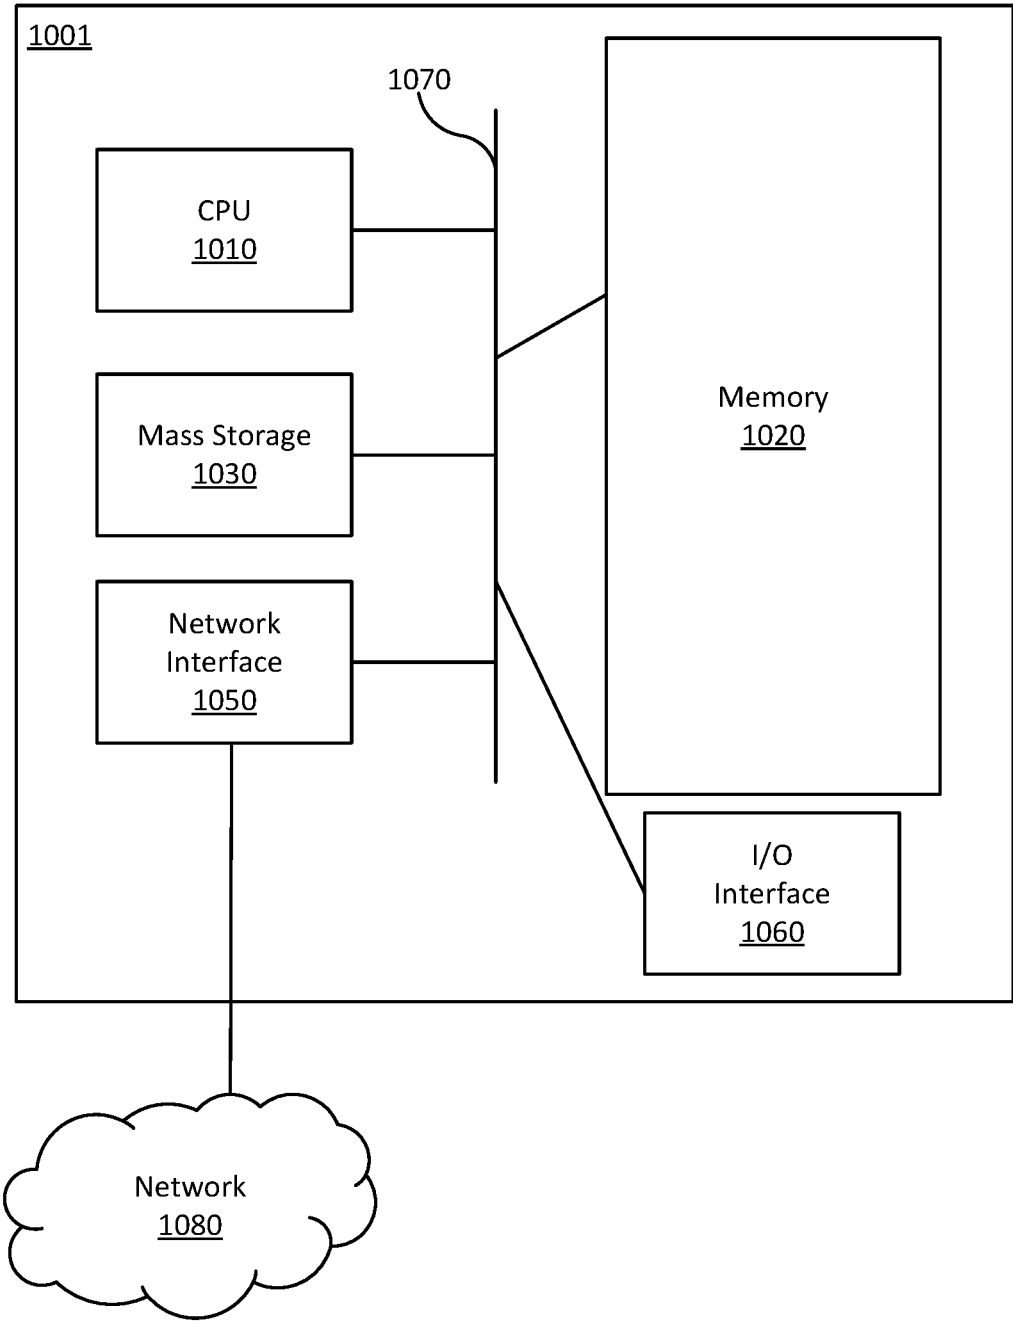 1001
1070
CPU
1010
Mass Storage
1030
Network
Interface
1050
Memory
1020
I/O
Interface
1060
Network
1080